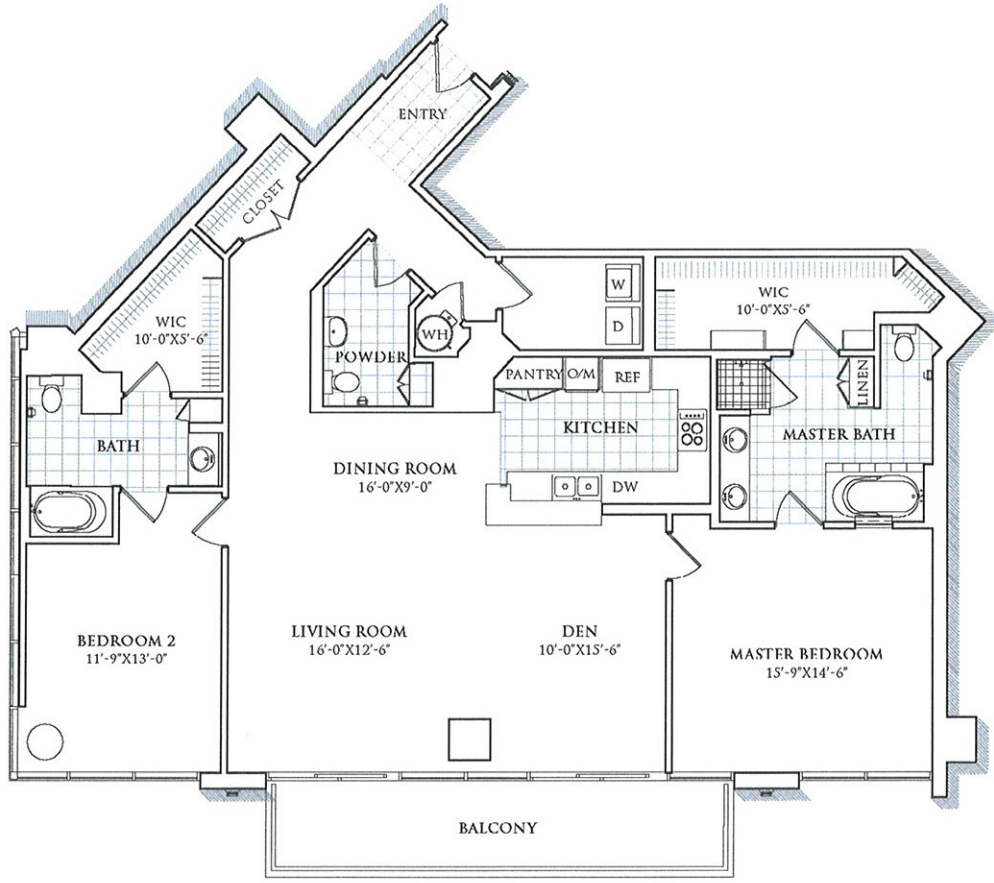 ENTRY
CLOSET
W
D
WIC
10'-0"X5'-6"
WIC
10'-0"X5'-6"
WH
POWDER
PANTRY
O/M
REF
LINEN
KITCHEN
MASTER BATH
BATH
DINING ROOM
16'-0"X9'-0"
DW
LIVING ROOM
16'-0"X12'-6"
DEN
10'-0"X15'-6"
BEDROOM 2
11'-9"X13'-0"
MASTER BEDROOM
15'-9"X14'-6"
BALCONY